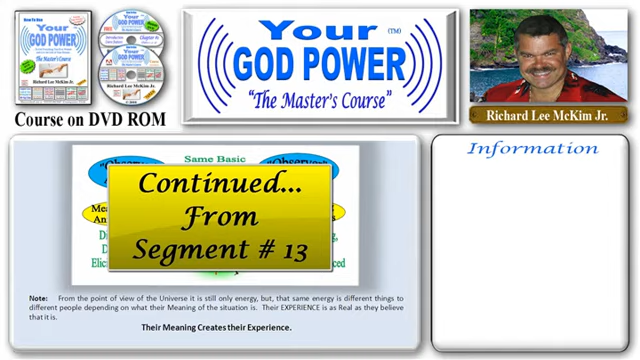 Your
GOD POWER
The Master's Course
Richard Lee McKim Jr.
Course on DVD ROM
Your (TM)
GOD POWER
"The Master's Course"
Richard Lee McKim Jr.
Same Basic
"Observer"
Continued...
From
Segment # 13
Note: From the point of view of the Universe it is still only energy, but, that same energy is different things to
different people depending on what their Meaning of the situation is. Their EXPERIENCE is as Real as they believe
that it is.
Their Meaning Creates their Experience.
Information